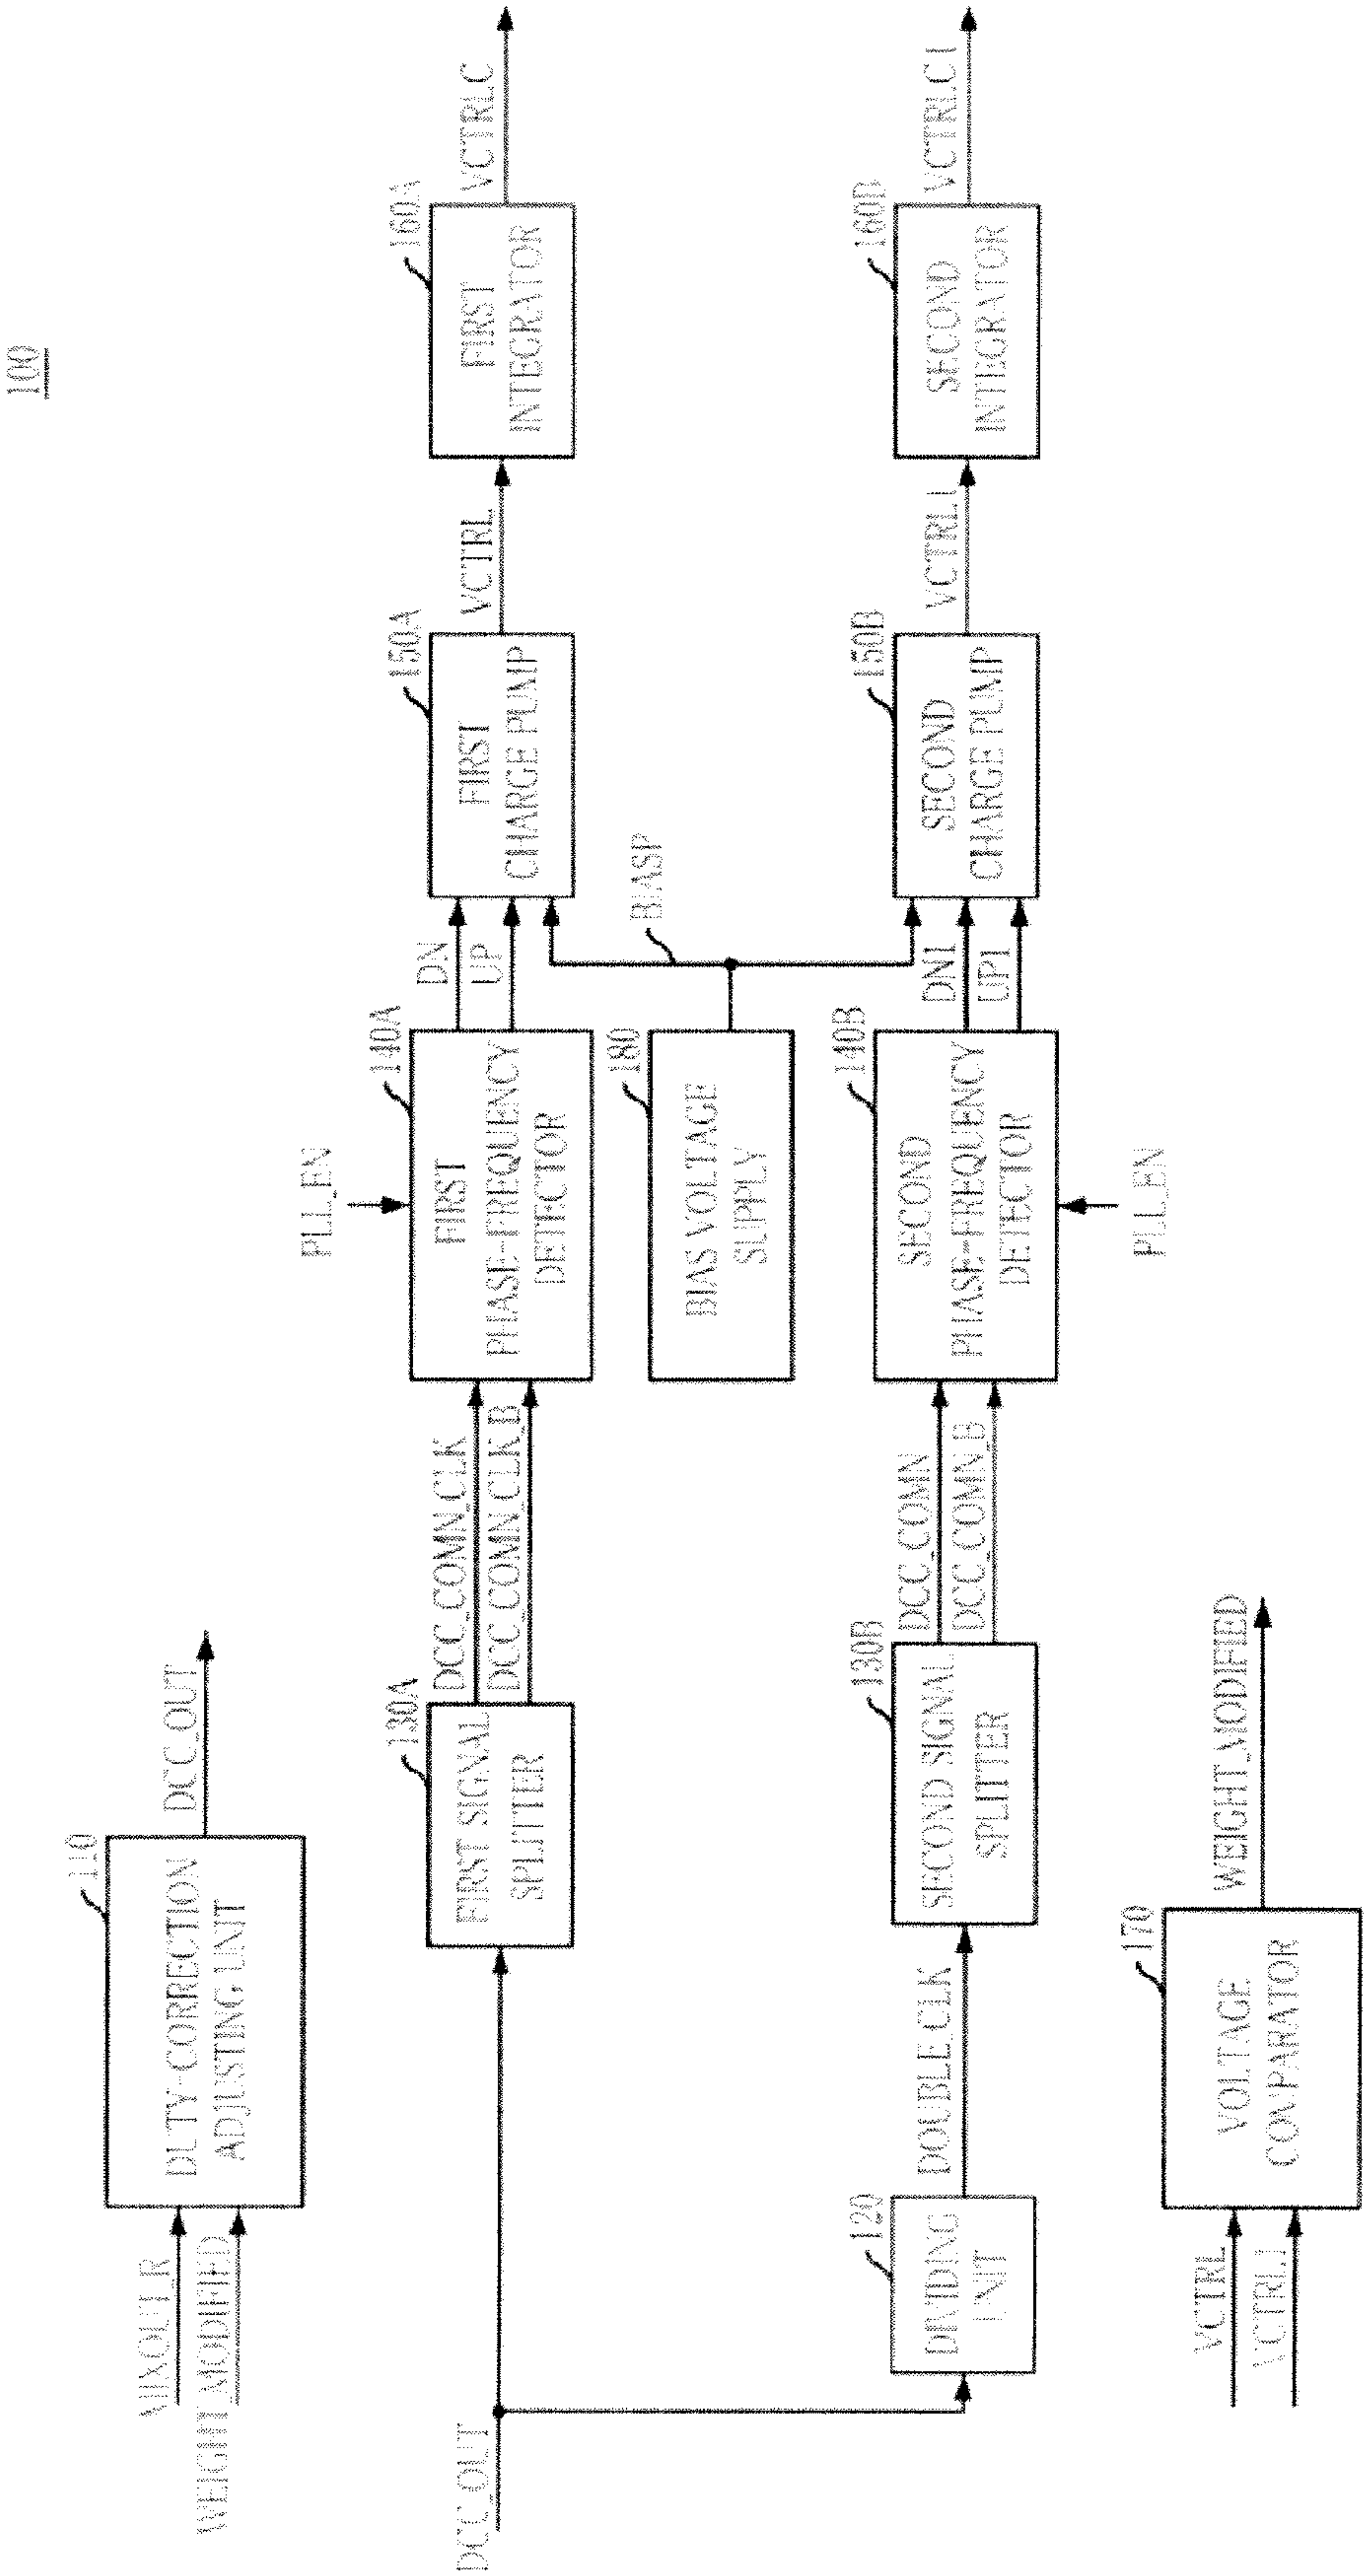 100
110
DUTY-CORRECTION
ADJUSTING UNIT
MIXOUT_R
WEIGHT_MODIFIED
DCC_OUT
DCC_OUT
130A
FIRST SIGNAL
SPLITTER
DCC_COMN_CLK
DCC_COMN_CLK_B
PLL_EN
140A
FIRST
PHASE-FREQUENCY
DETECTOR
DN
UP
150A
FIRST
CHARGE PUMP
VCTRL
160A
FIRST
INTEGRATOR
VCTRLC
180
BIAS VOLTAGE
SUPPLY
BIASP
120
DIVIDING
UNIT
DOUBLE_CLK
130B
SECOND SIGNAL
SPLITTER
DCC_COMN
DCC_COMN_B
140B
SECOND
PHASE-FREQUENCY
DETECTOR
PLL_EN
DN1
UP1
150B
SECOND
CHARGE PUMP
VCTRL1
160B
SECOND
INTEGRATOR
VCTRLC1
VCTRL
VCTRL1
170
VOLTAGE
COMPARATOR
WEIGHT_MODIFIED